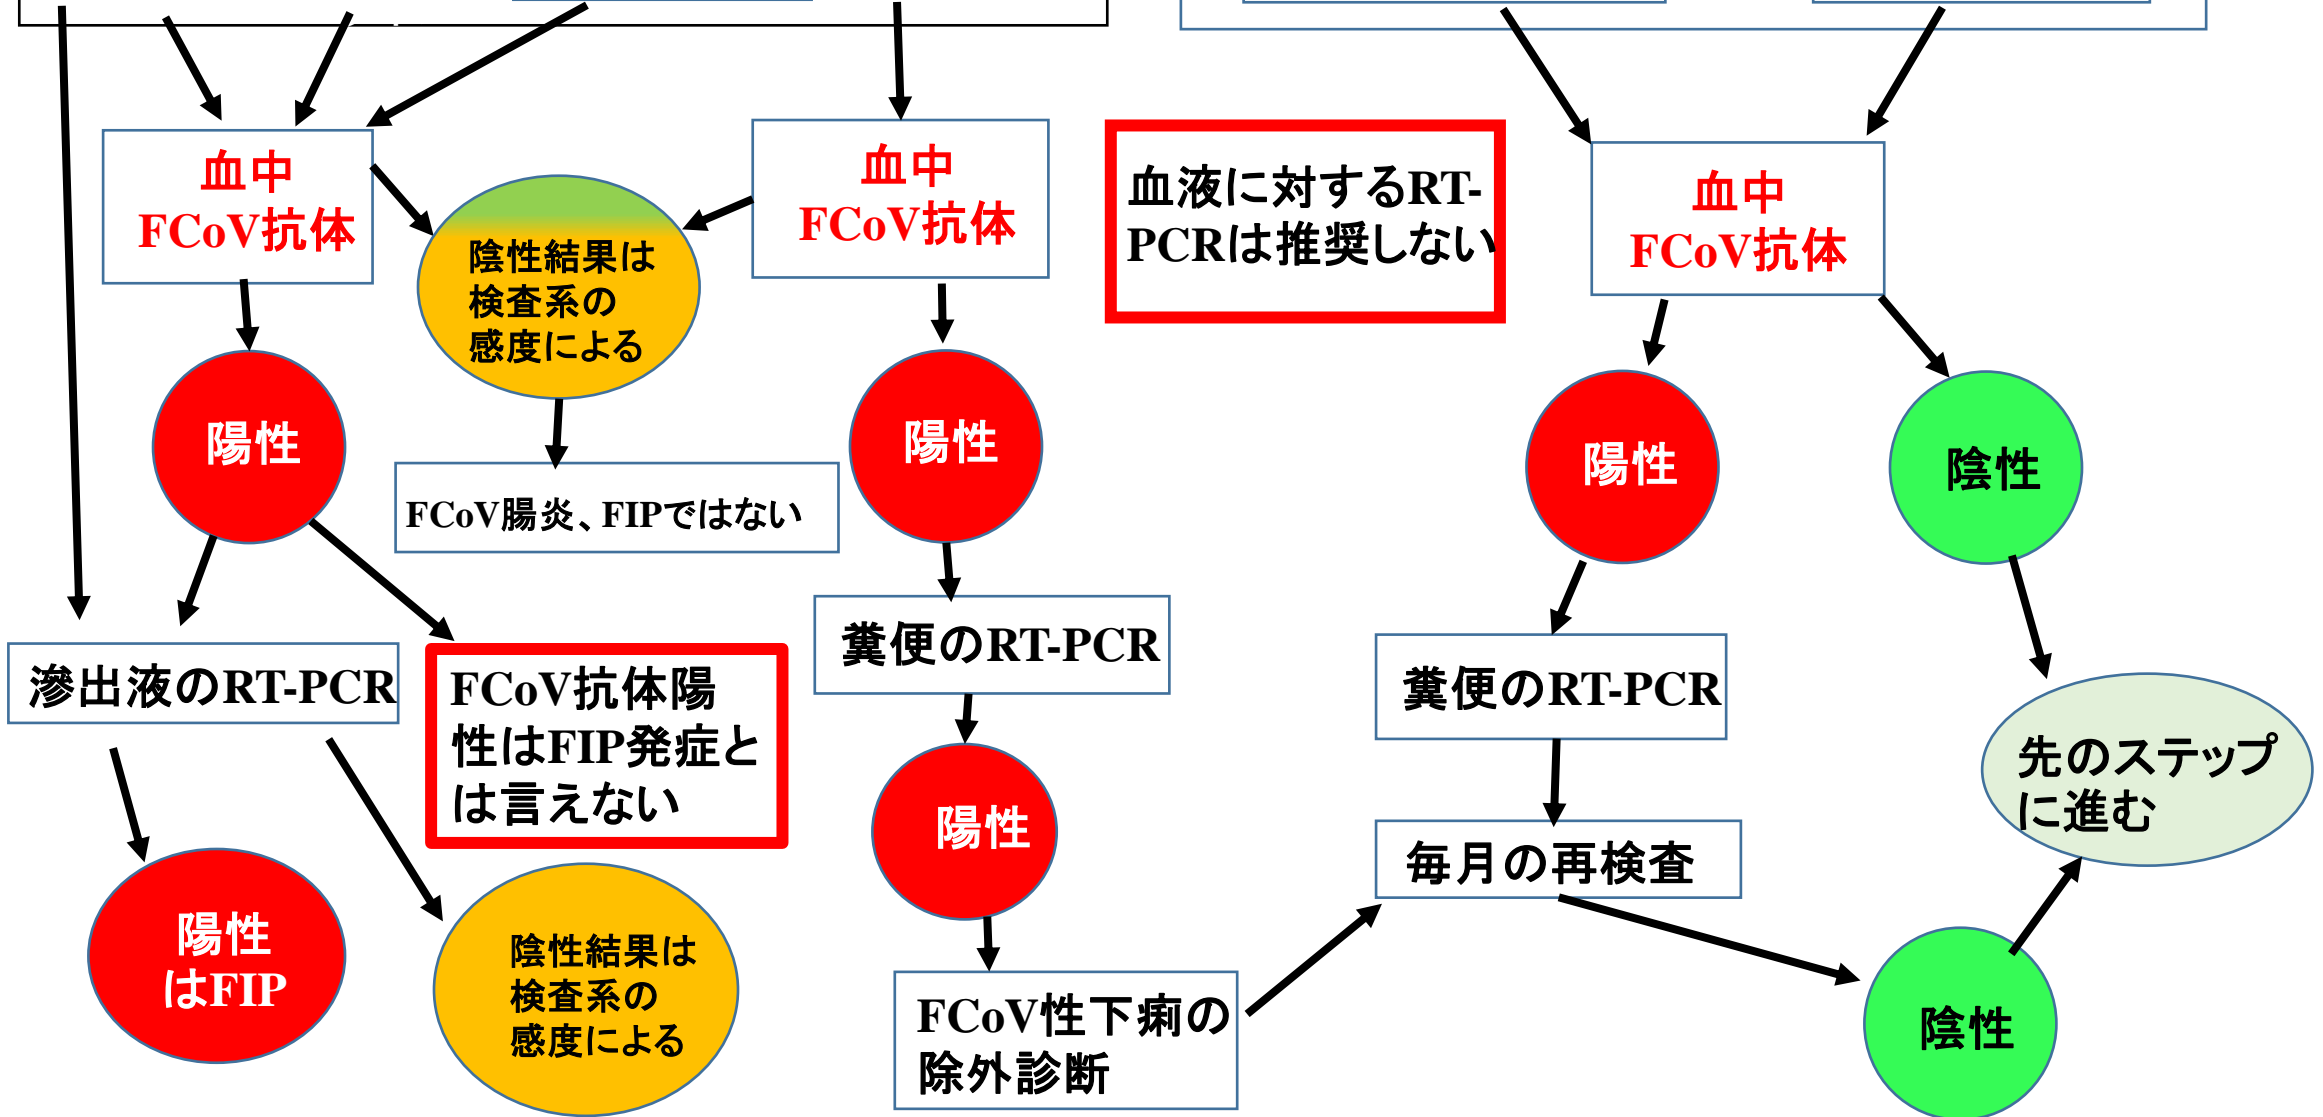 血中
FCoV抗体
血中
FCoV抗体
血液に対するRT-
PCRは推奨しない
血中
FCoV抗体
陰性結果は
検査系の
感度による
陽性
陽性
陽性
陰性
FCoV腸炎、FIPではない
糞便のRT-PCR
糞便のRT-PCR
滲出液のRT-PCR
FCoV抗体陽
性はFIP発症と
は言えない
先のステップ
に進む
陽性
毎月の再検査
陽性
はFIP
陰性結果は
検査系の
感度による
FCoV性下痢の
除外診断
陰性